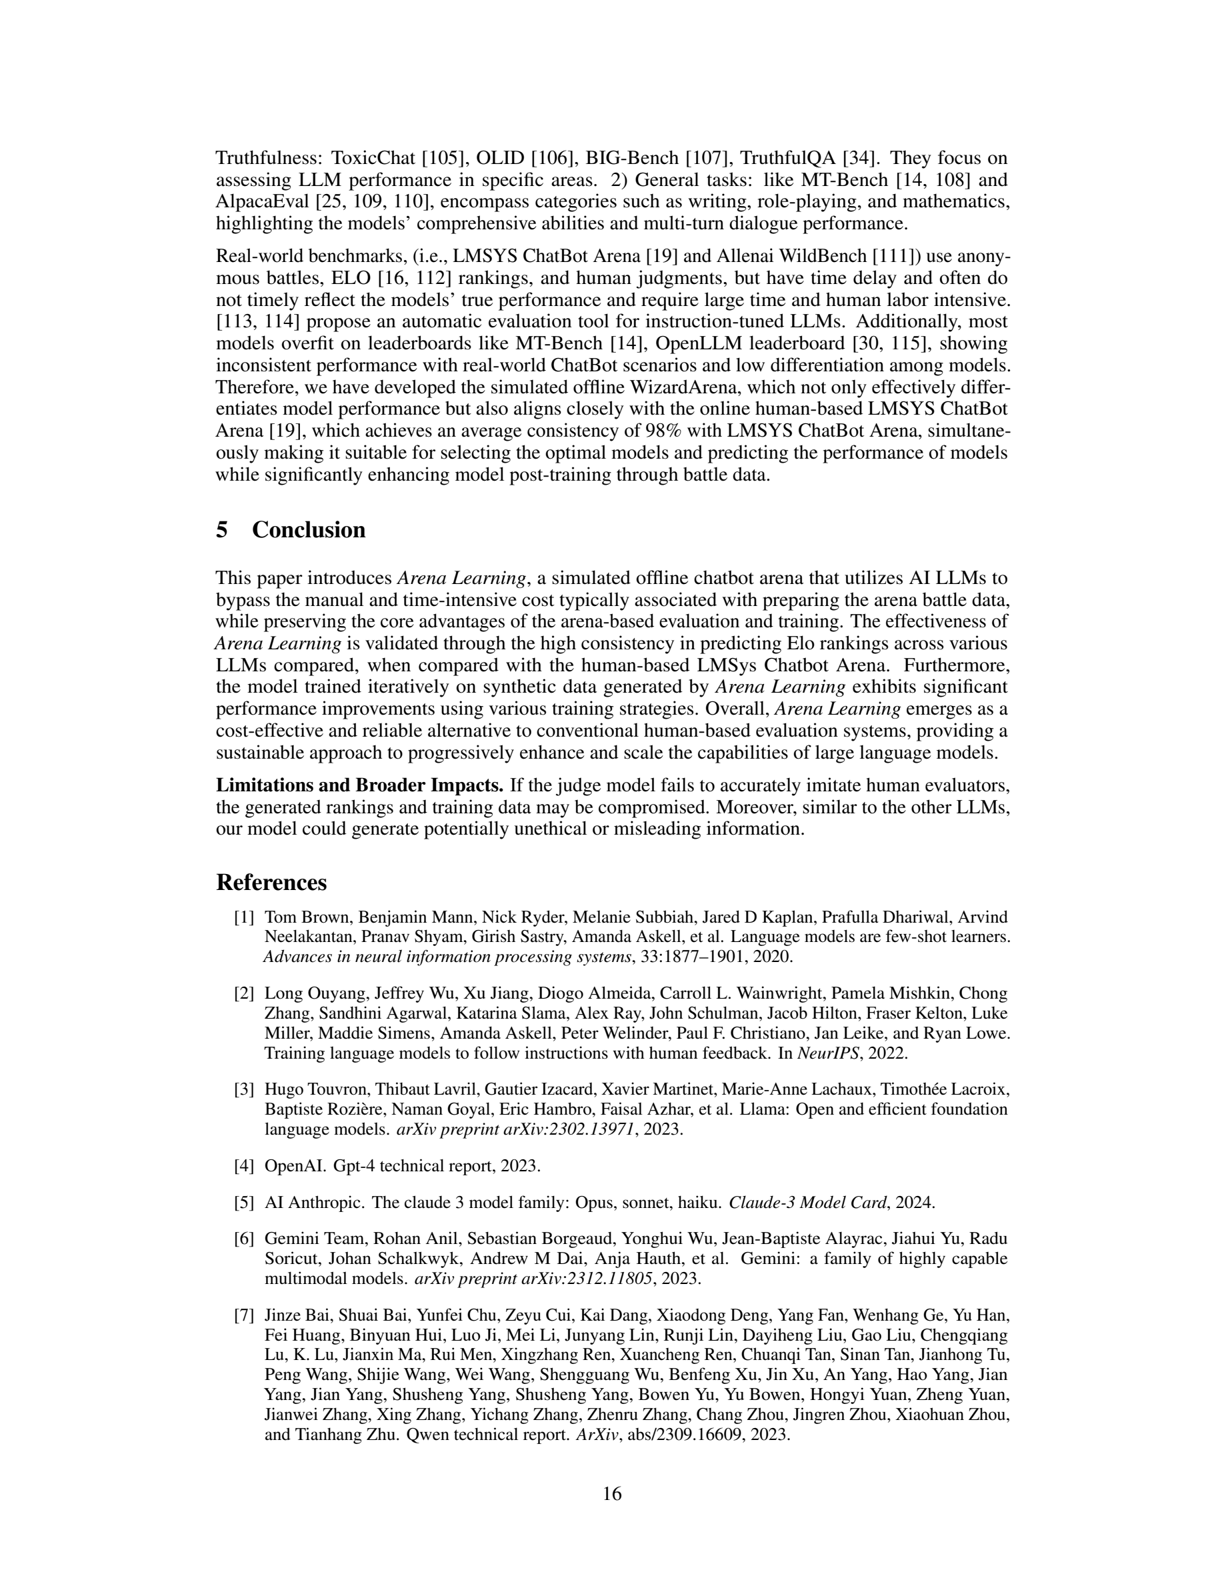 Truthfulness: ToxicChat [105], OLID [106], BIG-Bench [107], TruthfulQA [34]. They focus on
assessing LLM performance in specific areas. 2) General tasks: like MT-Bench [14, 108] and
AlpacaEval [25, 109, 110], encompass categories such as writing, role-playing, and mathematics,
highlighting the models' comprehensive abilities and multi-turn dialogue performance.
Real-world benchmarks, (i.e., LMSYS ChatBot Arena [19] and Allenai WildBench [111]) use anony-
mous battles, ELO [16, 112] rankings, and human judgments, but have time delay and often do
not timely reflect the models' true performance and require large time and human labor intensive.
[113, 114] propose an automatic evaluation tool for instruction-tuned LLMs. Additionally, most
models overfit on leaderboards like MT-Bench [14], OpenLLM leaderboard [30, 115], showing
inconsistent performance with real-world ChatBot scenarios and low differentiation among models.
Therefore, we have developed the simulated offline WizardArena, which not only effectively differ-
entiates model performance but also aligns closely with the online human-based LMSYS ChatBot
Arena [19], which achieves an average consistency of 98% with LMSYS ChatBot Arena, simultane-
ously making it suitable for selecting the optimal models and predicting the performance of models
while significantly enhancing model post-training through battle data.
5 Conclusion
This paper introduces Arena Learning, a simulated offline chatbot arena that utilizes AI LLMs to
bypass the manual and time-intensive cost typically associated with preparing the arena battle data,
while preserving the core advantages of the arena-based evaluation and training. The effectiveness of
Arena Learning is validated through the high consistency in predicting Elo rankings across various
LLMs compared, when compared with the human-based LMSys Chatbot Arena. Furthermore,
the model trained iteratively on synthetic data generated by Arena Learning exhibits significant
performance improvements using various training strategies. Overall, Arena Learning emerges as a
cost-effective and reliable alternative to conventional human-based evaluation systems, providing a
sustainable approach to progressively enhance and scale the capabilities of large language models.
Limitations and Broader Impacts. If the judge model fails to accurately imitate human evaluators,
the generated rankings and training data may be compromised. Moreover, similar to the other LLMs,
our model could generate potentially unethical or misleading information.
References
[1] Tom Brown, Benjamin Mann, Nick Ryder, Melanie Subbiah, Jared D Kaplan, Prafulla Dhariwal, Arvind
Neelakantan, Pranav Shyam, Girish Sastry, Amanda Askell, et al. Language models are few-shot learners.
Advances in neural information processing systems, 33:1877–1901, 2020.
[2] Long Ouyang, Jeffrey Wu, Xu Jiang, Diogo Almeida, Carroll L. Wainwright, Pamela Mishkin, Chong
Zhang, Sandhini Agarwal, Katarina Slama, Alex Ray, John Schulman, Jacob Hilton, Fraser Kelton, Luke
Miller, Maddie Simens, Amanda Askell, Peter Welinder, Paul F. Christiano, Jan Leike, and Ryan Lowe.
Training language models to follow instructions with human feedback. In NeurIPS, 2022.
[3] Hugo Touvron, Thibaut Lavril, Gautier Izacard, Xavier Martinet, Marie-Anne Lachaux, Timothée Lacroix,
Baptiste Rozière, Naman Goyal, Eric Hambro, Faisal Azhar, et al. Llama: Open and efficient foundation
language models. arXiv preprint arXiv:2302.13971, 2023.
[4] OpenAI. Gpt-4 technical report, 2023.
[5] AI Anthropic. The claude 3 model family: Opus, sonnet, haiku. Claude-3 Model Card, 2024.
[6] Gemini Team, Rohan Anil, Sebastian Borgeaud, Yonghui Wu, Jean-Baptiste Alayrac, Jiahui Yu, Radu
Soricut, Johan Schalkwyk, Andrew M Dai, Anja Hauth, et al. Gemini: a family of highly capable
multimodal models. arXiv preprint arXiv:2312.11805, 2023.
[7] Jinze Bai, Shuai Bai, Yunfei Chu, Zeyu Cui, Kai Dang, Xiaodong Deng, Yang Fan, Wenhang Ge, Yu Han,
Fei Huang, Binyuan Hui, Luo Ji, Mei Li, Junyang Lin, Runji Lin, Dayiheng Liu, Gao Liu, Chengqiang
Lu, K. Lu, Jianxin Ma, Rui Men, Xingzhang Ren, Xuancheng Ren, Chuanqi Tan, Sinan Tan, Jianhong Tu,
Peng Wang, Shijie Wang, Wei Wang, Shengguang Wu, Benfeng Xu, Jin Xu, An Yang, Hao Yang, Jian
Yang, Jian Yang, Shusheng Yang, Shusheng Yang, Bowen Yu, Yu Bowen, Hongyi Yuan, Zheng Yuan,
Jianwei Zhang, Xing Zhang, Yichang Zhang, Zhenru Zhang, Chang Zhou, Jingren Zhou, Xiaohuan Zhou,
and Tianhang Zhu. Qwen technical report. ArXiv, abs/2309.16609, 2023.
16